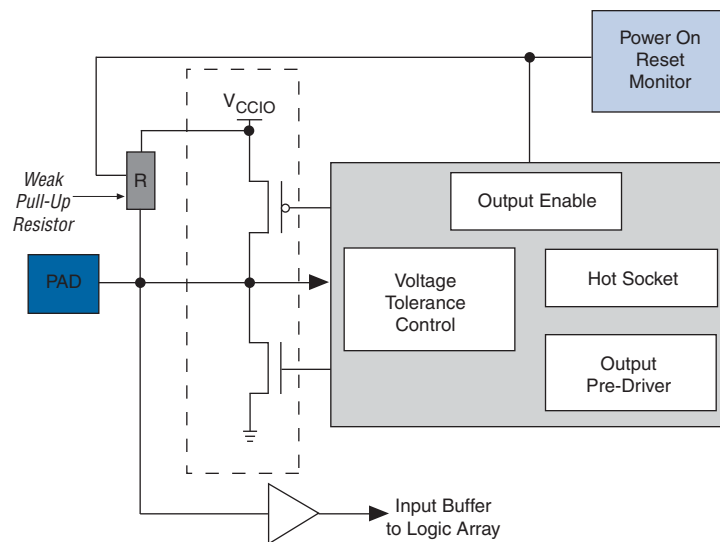 Power On
Reset
Monitor
VCCIO
R
Weak
Pull-Up
Resistor
Output Enable
PAD
Voltage
Tolerance
Control
Hot Socket
Output
Pre-Driver
Input Buffer
to Logic Array